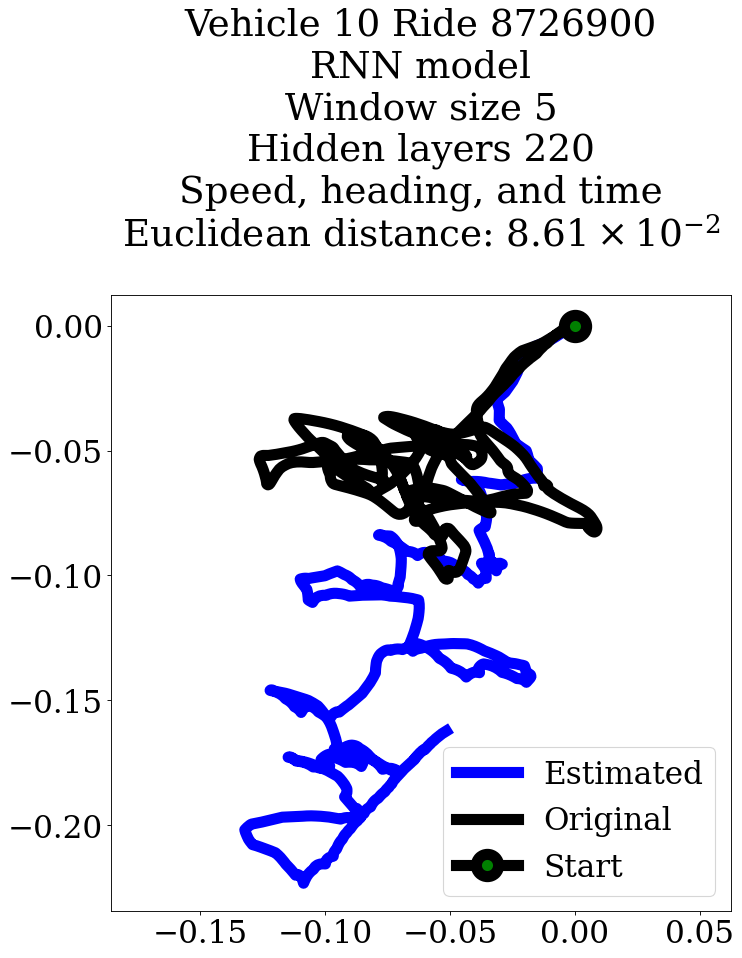 Vehicle 10 Ride 8726900
RNN model
Window size 5
Hidden layers 220
Speed, heading, and time
Euclidean distance: 8.61 × 10⁻²
0.00
−0.05
−0.10
−0.15
−0.20
Estimated
Original
Start
−0.15 −0.10 −0.05 0.00 0.05